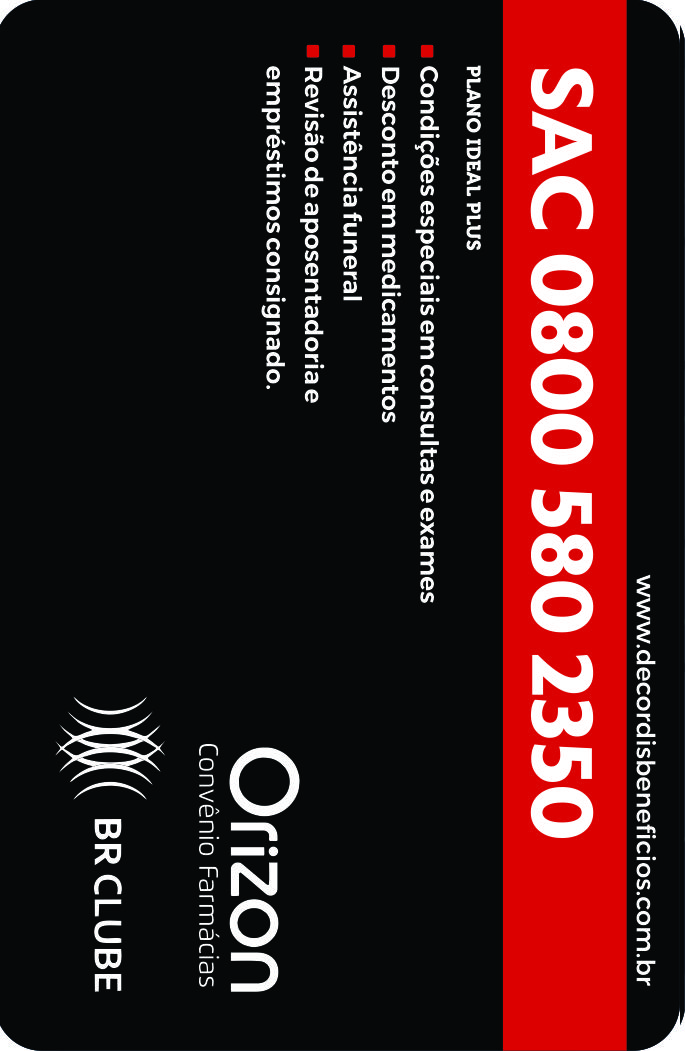 www.decordisbeneficios.com.br
SAC 0800 580 2350
PLANO IDEAL PLUS
Condições especiais em consultas e exames
Desconto em medicamentos
Assistência funeral
Revisão de aposentadoria e
empréstimos consignado.
Orizon
Convênio Farmácias
BR CLUBE